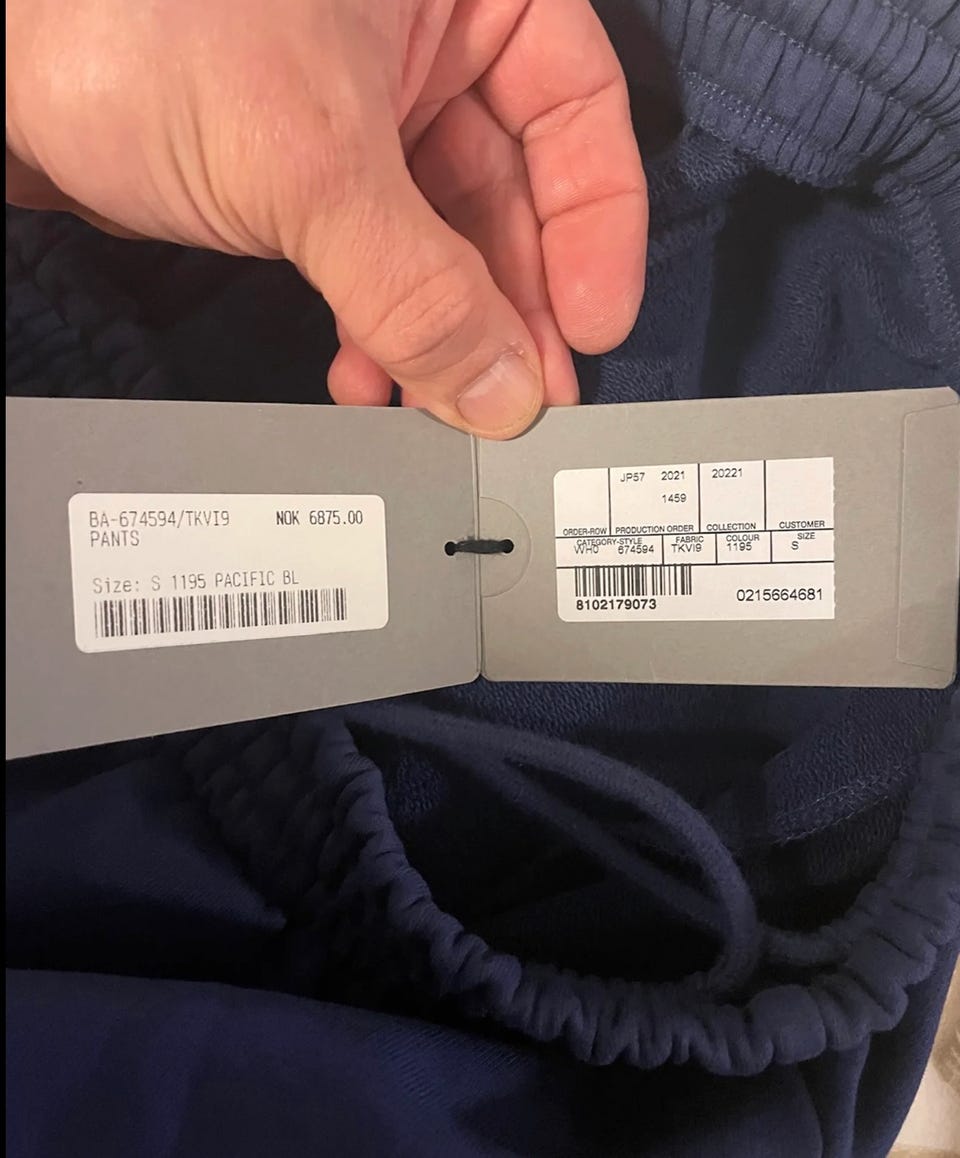 BA-674594/TKVI9 NOK 6875.00
PANTS
Size: S 1195 PACIFIC BL
JP57 2021 20221
1459
ORDER-ROW PRODUCTION ORDER COLLECTION CUSTOMER
CATEGORY-STYLE FABRIC COLOUR SIZE
WH0 674594 TKVI9 1195 S
8102179073 0215664681